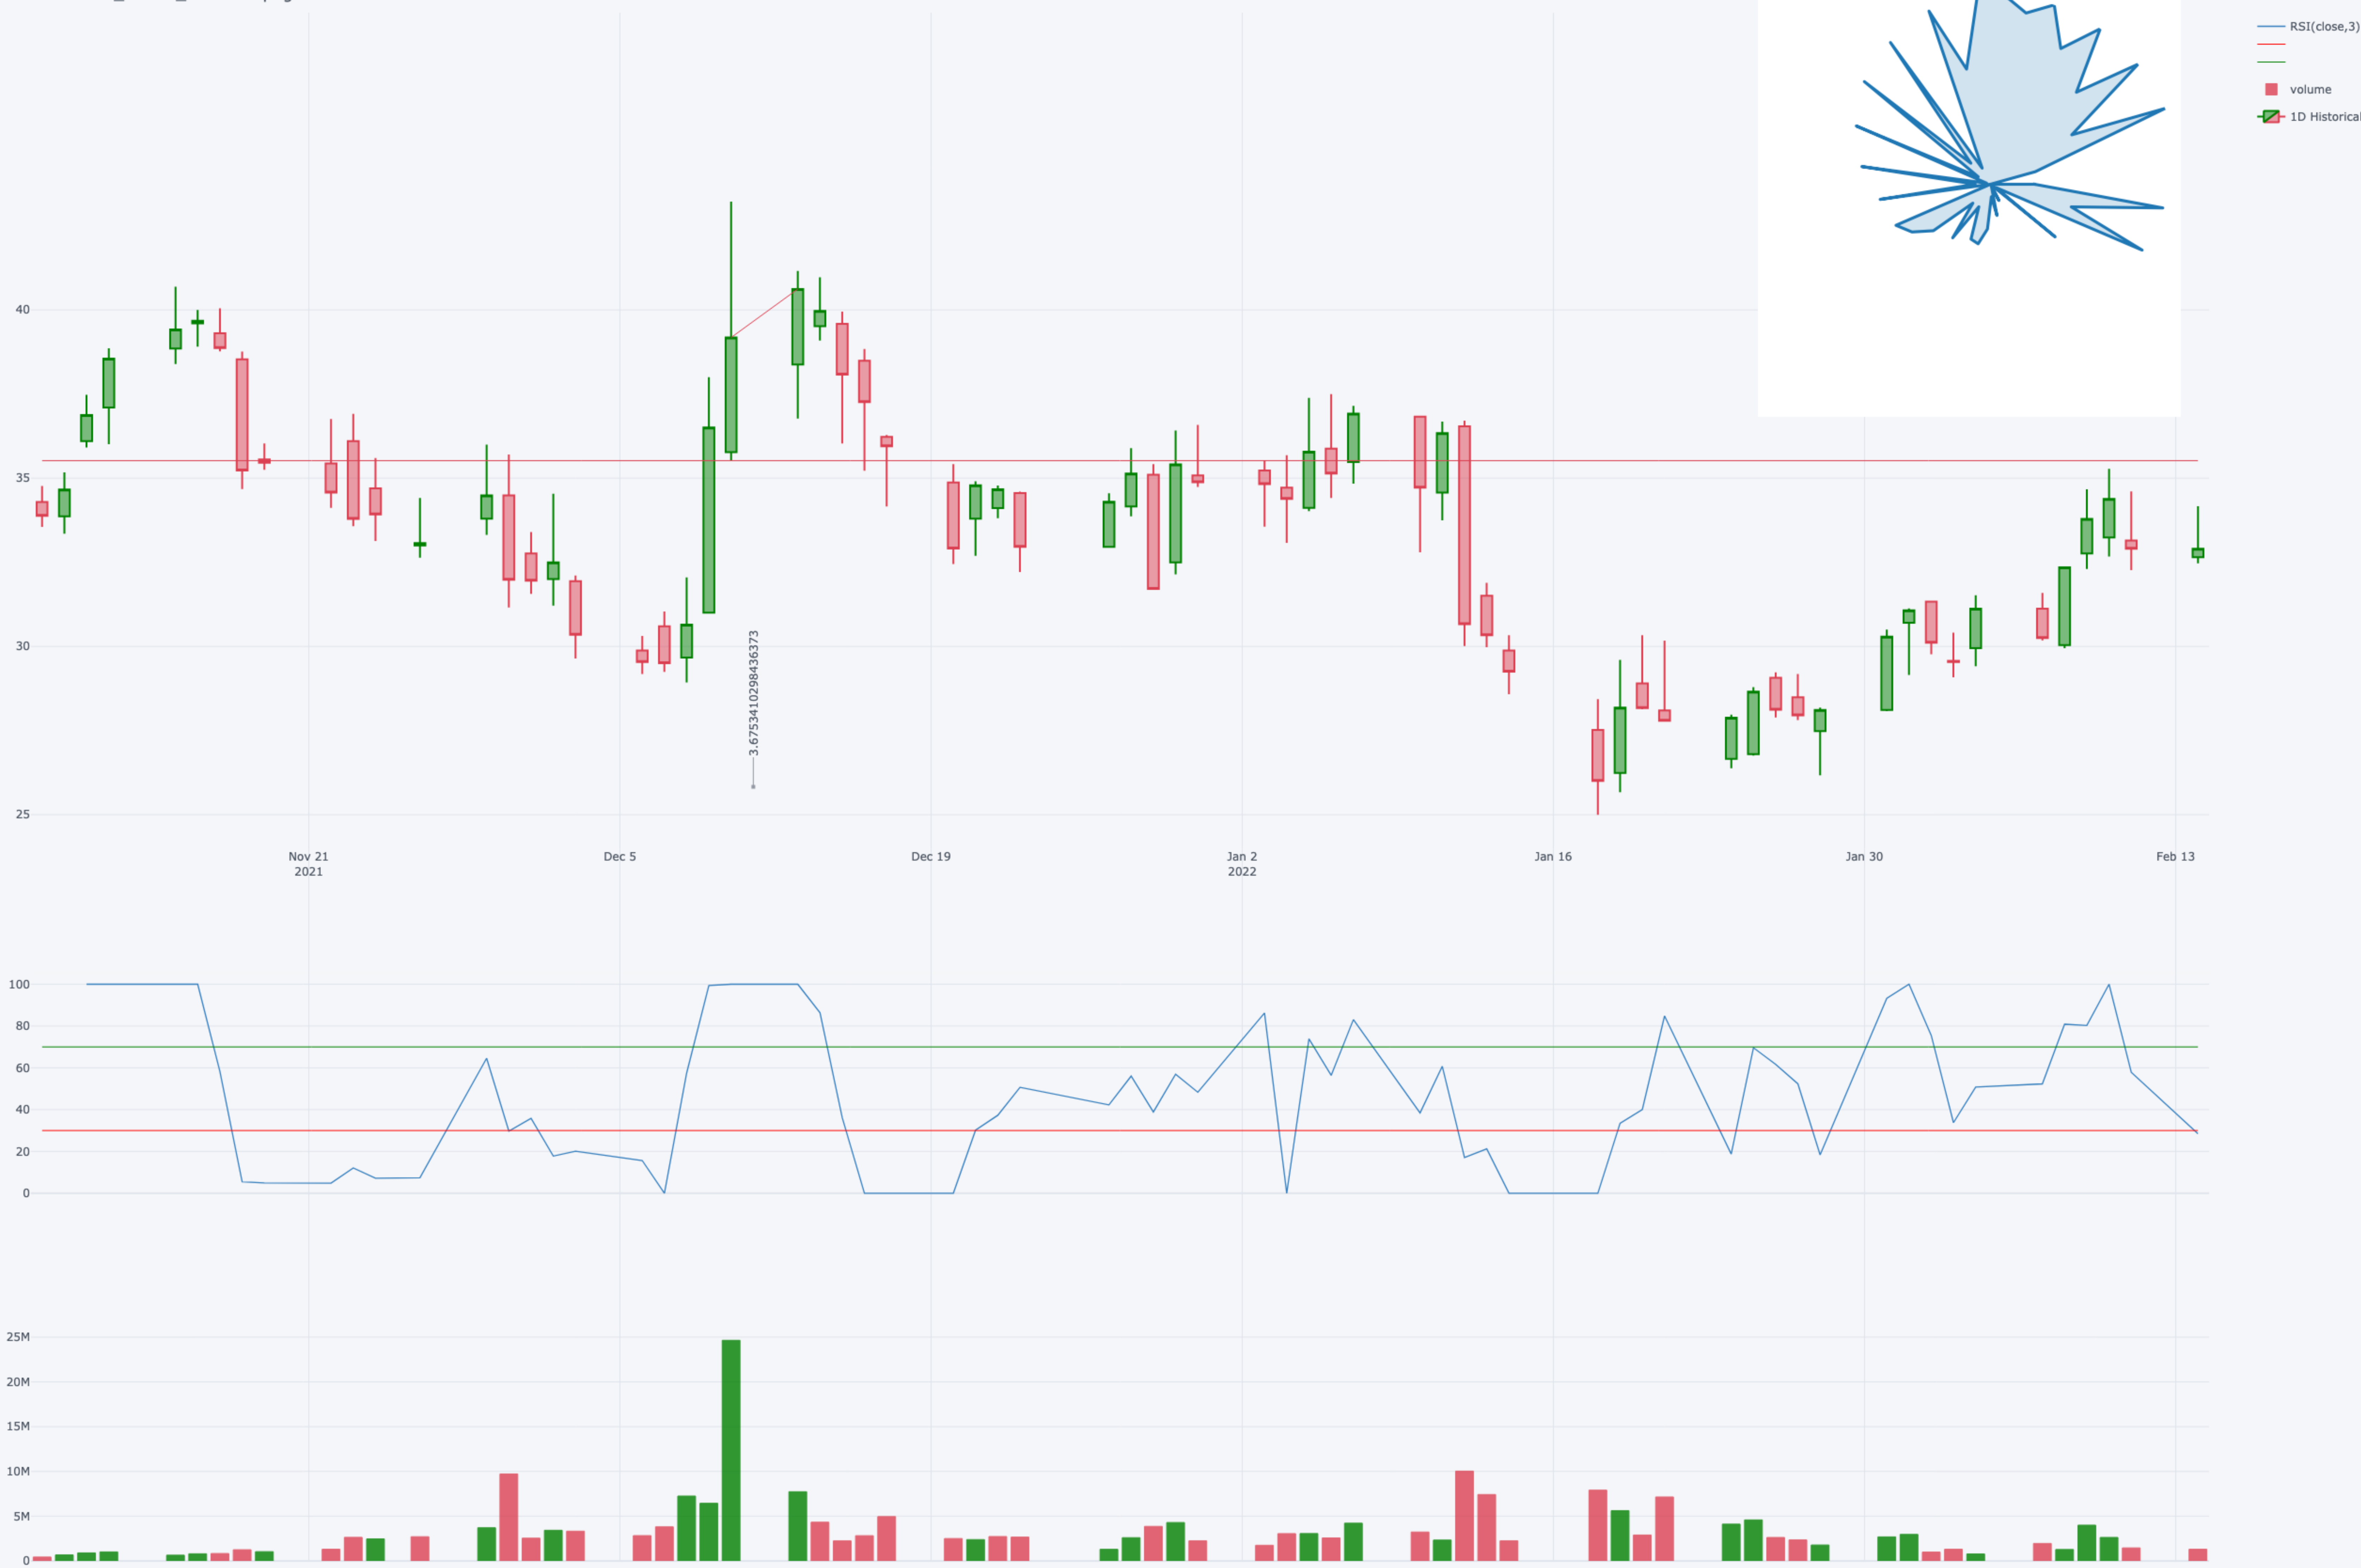 RSI(close,3)
volume
1D Historical
40
35
30
25
3.6753410298436373
Nov 21
2021
Dec 5
Dec 19
Jan 2
2022
Jan 16
Jan 30
Feb 13
100
80
60
40
20
0
25M
20M
15M
10M
5M
0